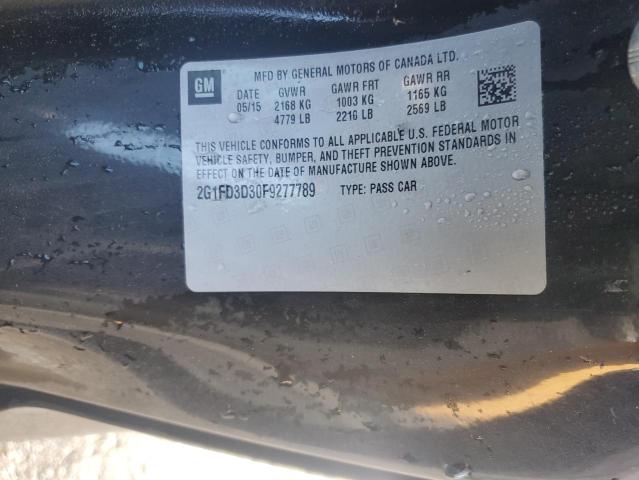 GM
MFD BY GENERAL MOTORS OF CANADA LTD.
DATE GVWR GAWR FRT GAWR RR
05/15 2168 KG 1003 KG 1165 KG
4779 LB 2216 LB 2569 LB
THIS VEHICLE CONFORMS TO ALL APPLICABLE U.S. FEDERAL MOTOR
VEHICLE SAFETY, BUMPER, AND THEFT PREVENTION STANDARDS IN
EFFECT ON THE DATE OF MANUFACTURE SHOWN ABOVE.
2G1FD3D30F9277789 TYPE: PASS CAR